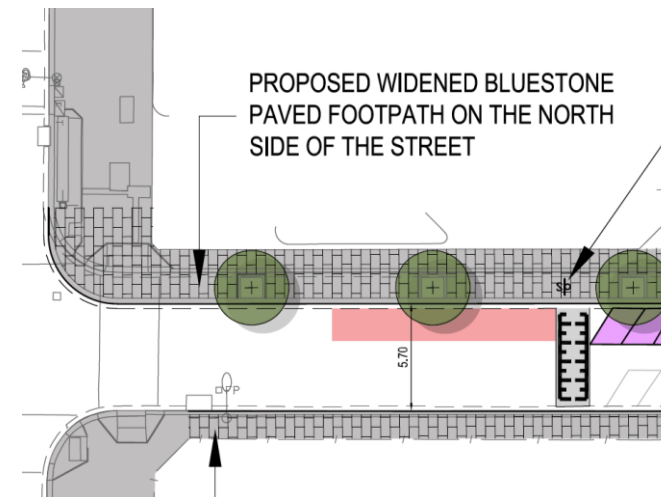 PROPOSED WIDENED BLUESTONE
PAVED FOOTPATH ON THE NORTH
SIDE OF THE STREET
sp
5.70